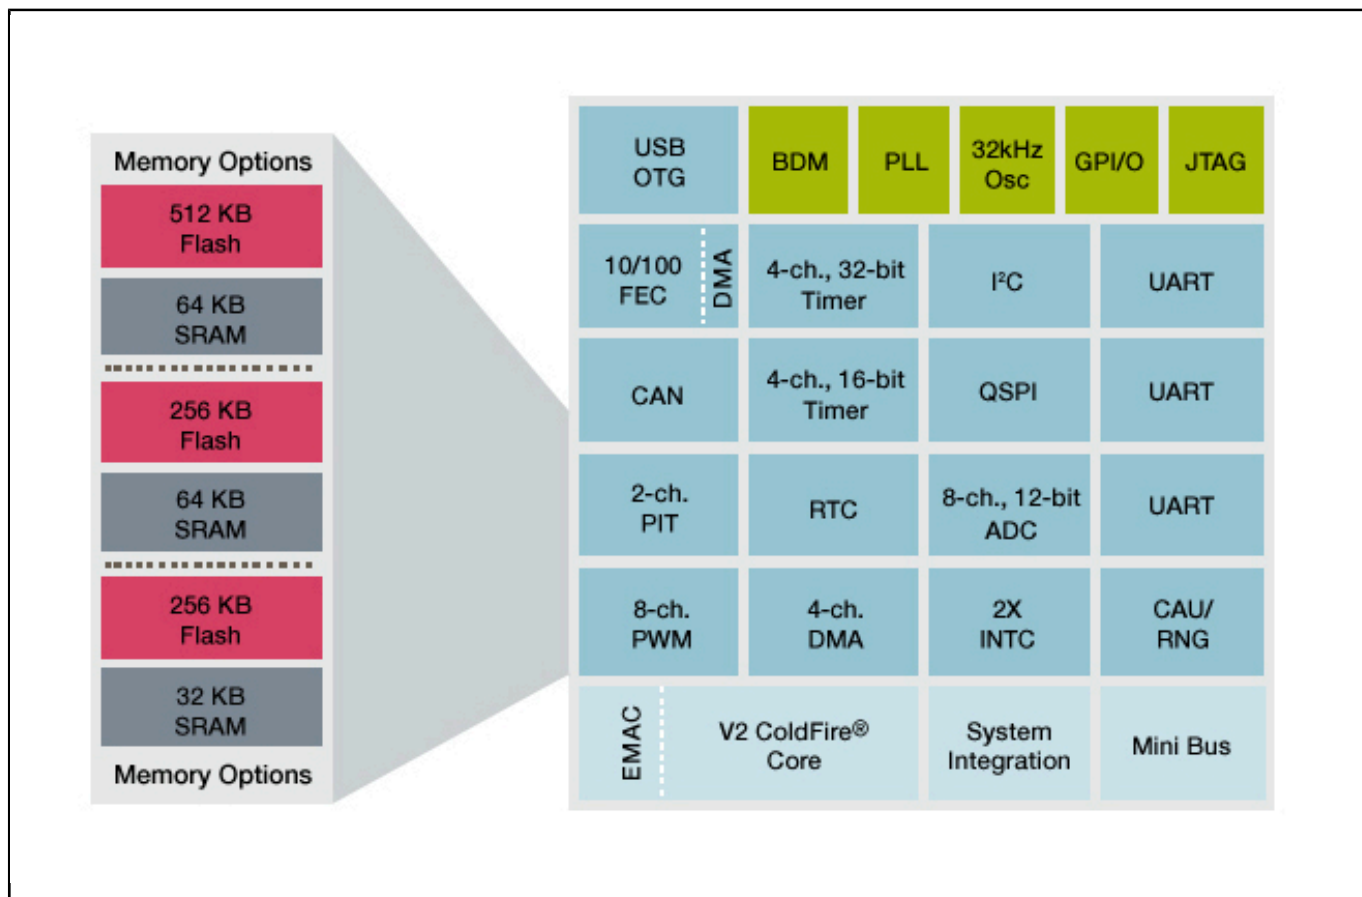 Memory Options
512 KB
Flash
64 KB
SRAM
256 KB
Flash
64 KB
SRAM
256 KB
Flash
32 KB
SRAM
Memory Options
USB
OTG
BDM
PLL
32kHz
Osc
GPI/O
JTAG
10/100
FEC
DMA
4-ch., 32-bit
Timer
I²C
UART
CAN
4-ch., 16-bit
Timer
QSPI
UART
2-ch.
PIT
RTC
8-ch., 12-bit
ADC
UART
8-ch.
PWM
4-ch.
DMA
2X
INTC
CAU/
RNG
EMAC
V2 ColdFire®
Core
System
Integration
Mini Bus